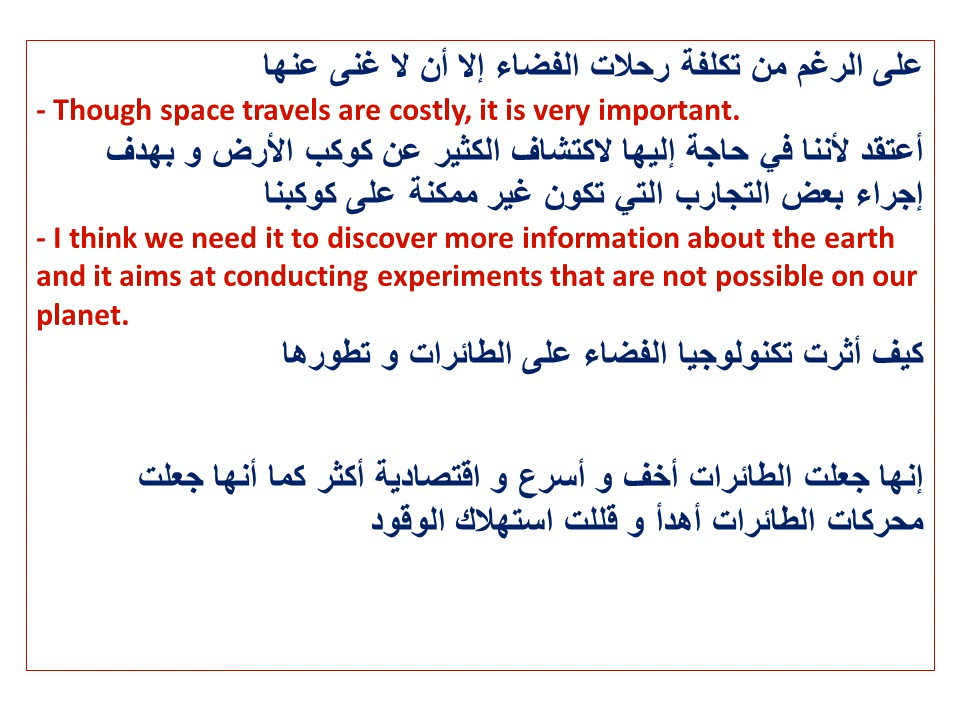 على الرغم من تكلفة رحلات الفضاء إلا أن لا غنى عنها
- Though space travels are costly, it is very important.
أعتقد لأننا في حاجة إليها لاكتشاف الكثير عن كوكب الأرض و بهدف
إجراء بعض التجارب التي تكون غير ممكنة على كوكبنا
- I think we need it to discover more information about the earth
and it aims at conducting experiments that are not possible on our
planet.
كيف أثرت تكنولوجيا الفضاء على الطائرات و تطورها
إنها جعلت الطائرات أخف و أسرع و اقتصادية أكثر كما أنها جعلت
محركات الطائرات أهدأ و قللت استهلاك الوقود